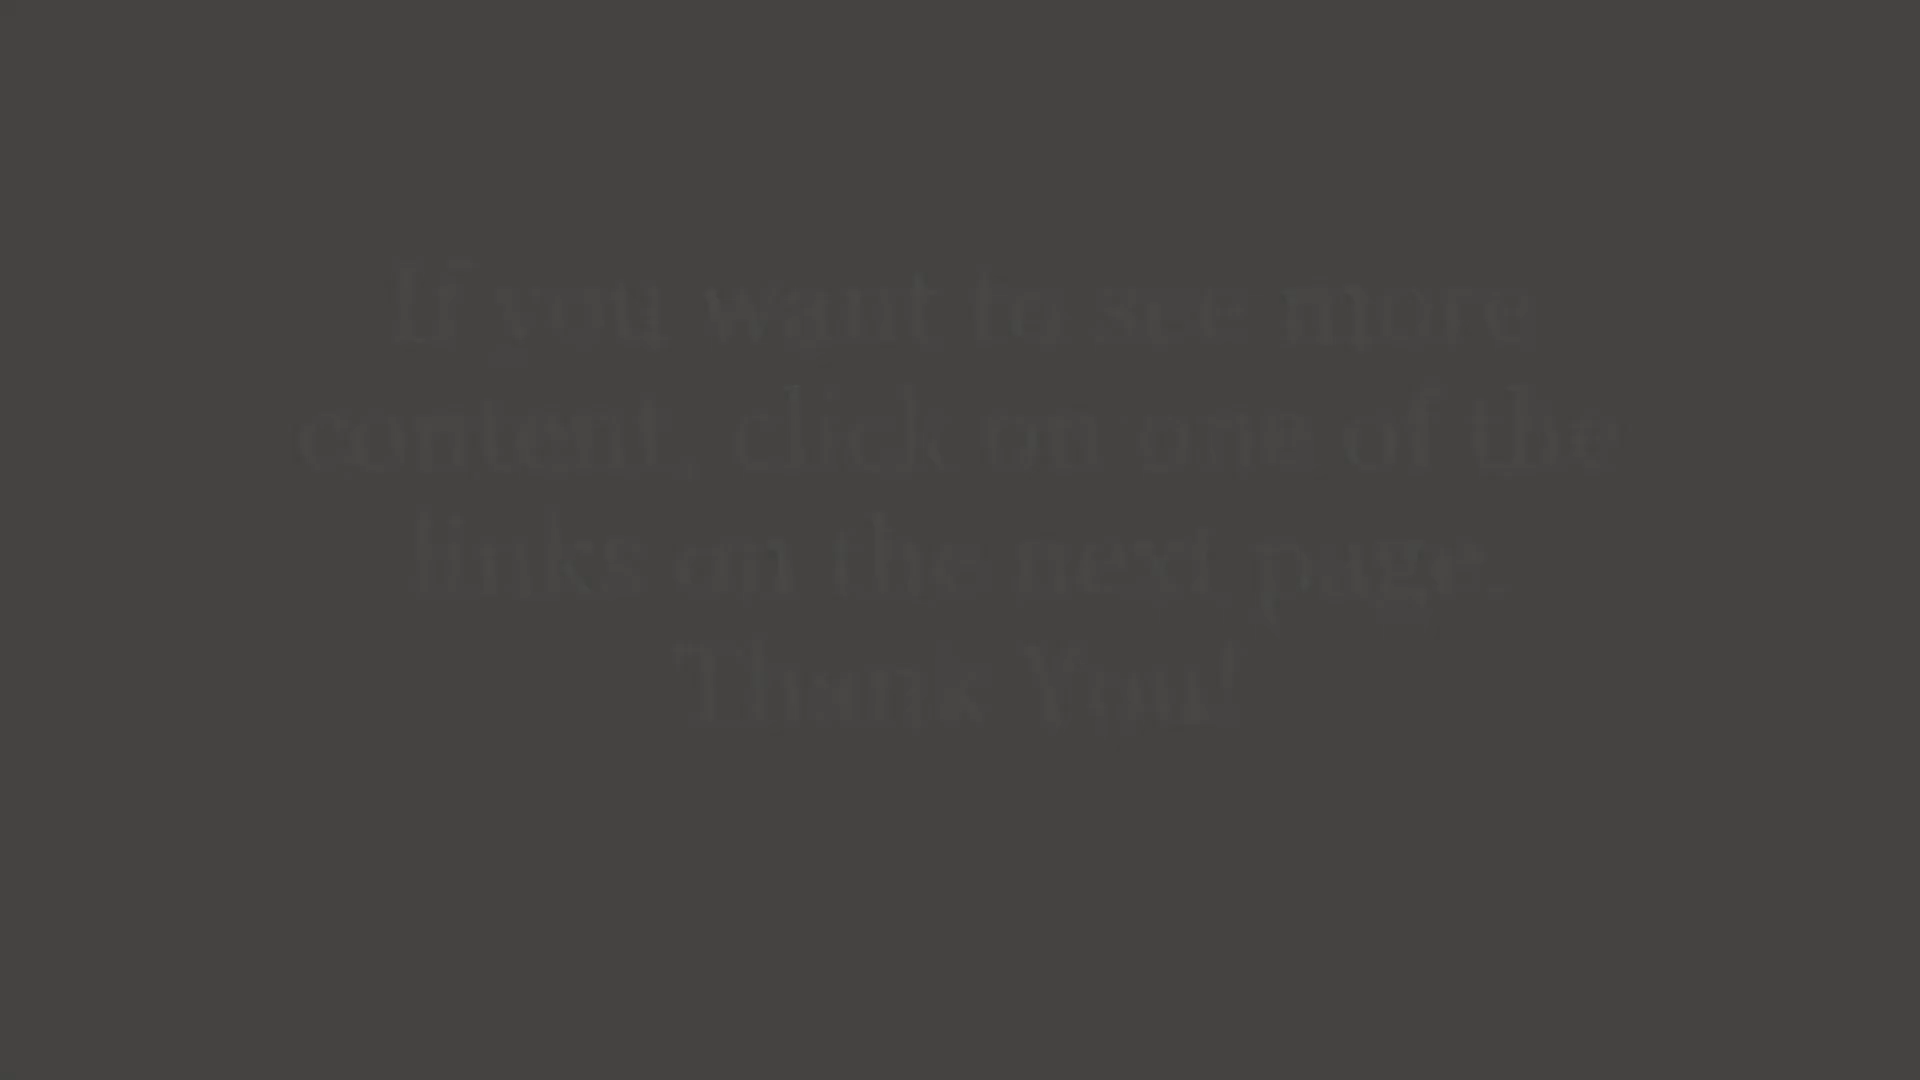 If you want to see more
content, click on one of the
links on the next page.
Thank You!